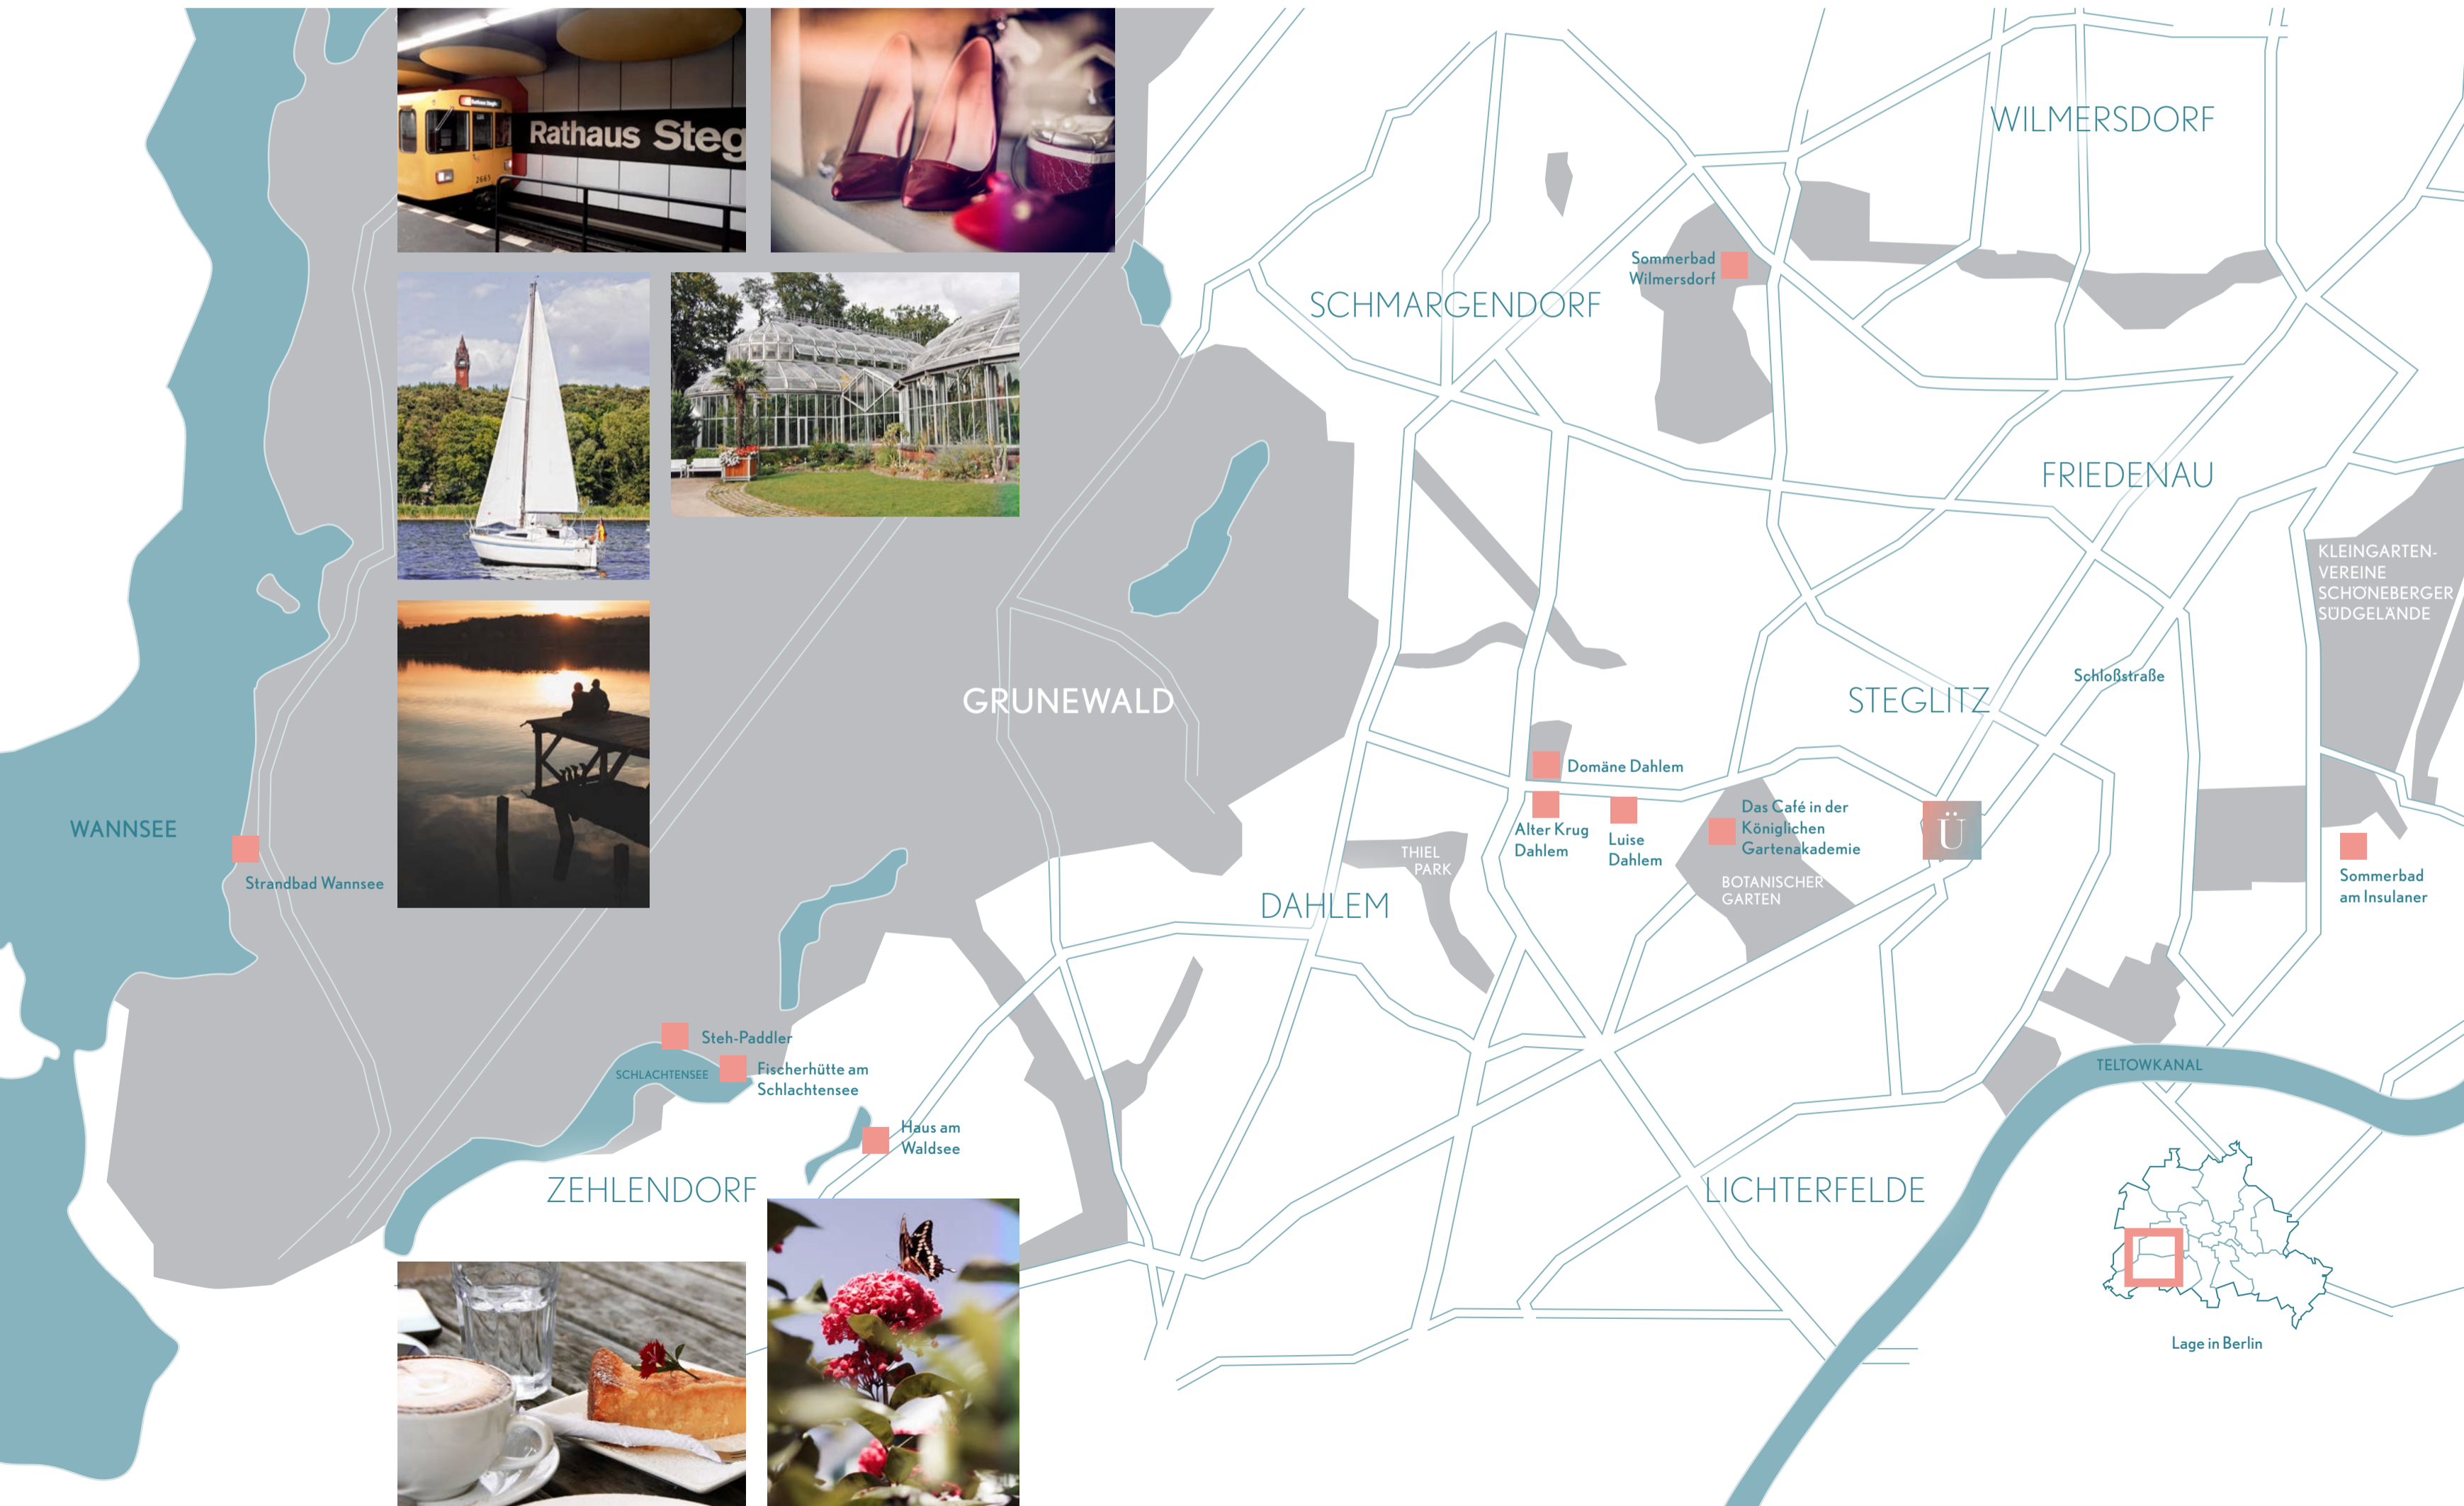 Rathaus Steg
2665
WILMERSDORF
Sommerbad
Wilmersdorf
SCHMARGENDORF
FRIEDENAU
KLEINGARTEN-
VEREINE
SCHÖNEBERGER
SÜDGELÄNDE
GRUNEWALD
STEGLITZ
Schloßstraße
Domäne Dahlem
Alter Krug
Dahlem
Luise
Dahlem
Das Café in der
Königlichen
Gartenakademie
Ü
WANNSEE
Strandbad Wannsee
THIEL
PARK
BOTANISCHER
GARTEN
DAHLEM
Sommerbad
am Insulaner
Steh-Paddler
SCHLACHTENSEE
Fischerhütte am
Schlachtensee
TELTOWKANAL
Haus am
Waldsee
ZEHLENDORF
LICHTERFELDE
Lage in Berlin